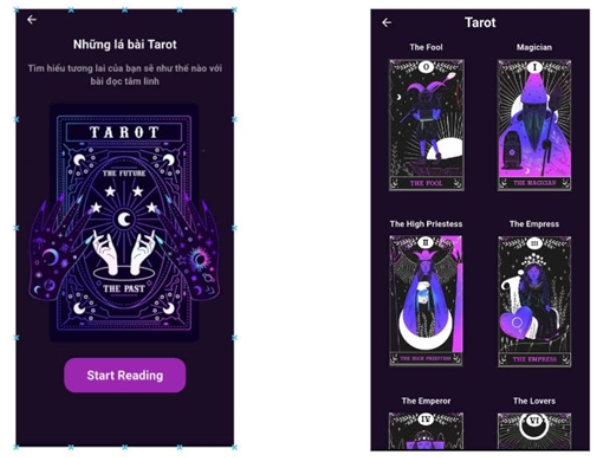 Những lá bài Tarot
Tìm hiểu tương lai của bạn sẽ như thế nào với
bài đọc tâm linh
TAROT
THE FUTURE
THE PAST
Start Reading
Tarot
The Fool
Magician
0
I
THE FOOL
THE MAGICIAN
The High Priestess
The Empress
II
III
THE HIGH PRIESTESS
THE EMPRESS
The Emperor
The Lovers
IV
VI